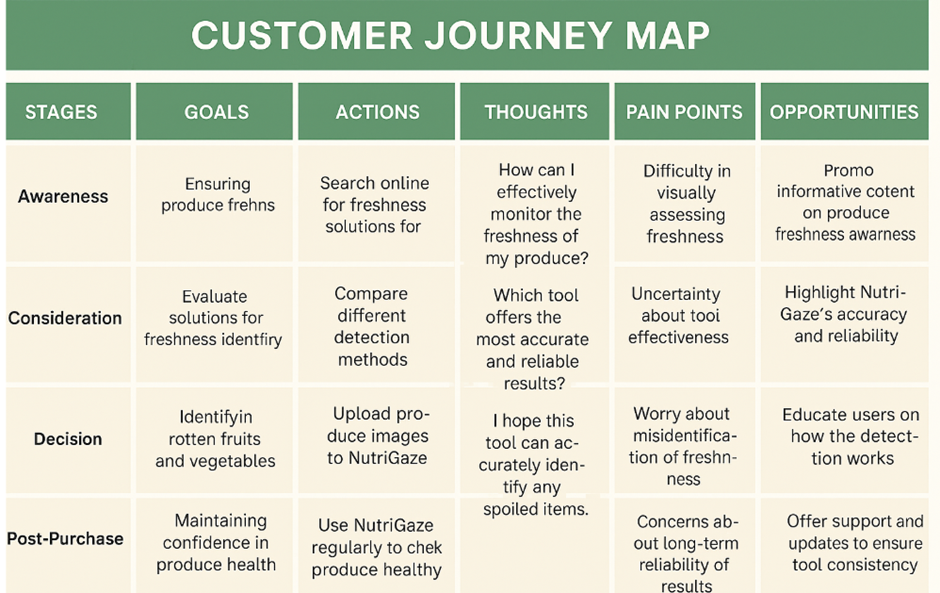 CUSTOMER JOURNEY MAP
STAGES
GOALS
ACTIONS
THOUGHTS
PAIN POINTS
OPPORTUNITIES
Awareness
Ensuring
produce frehns
Search online
for freshness
solutions for
How can I
effectively
monitor the
freshness of
my produce?
Difficulty in
visually
assessing
freshness
Promo
informative cotent
on produce
freshness awarness
Consideration
Evaluate
solutions for
freshness identfiry
Compare
different
detection
methods
Which tool
offers the
most accurate
and reliable
results?
Uncertainty
about tooi
effectiveness
Highlight Nutri-
Gaze's accuracy
and reliability
Decision
Identifyin
rotten fruits
and vegetables
Upload pro-
duce images
to NutriGaze
I hope this
tool can ac-
curately iden-
tify any
spoiled items.
Worry about
misidentifica-
tion of freshn-
ness
Educate users on
how the detect-
tion works
Post-Purchase
Maintaining
confidence in
produce health
Use NutriGaze
regularly to chek
produce healthy
Concerns ab-
out long-term
reliability of
results
Offer support and
updates to ensure
tool consistency